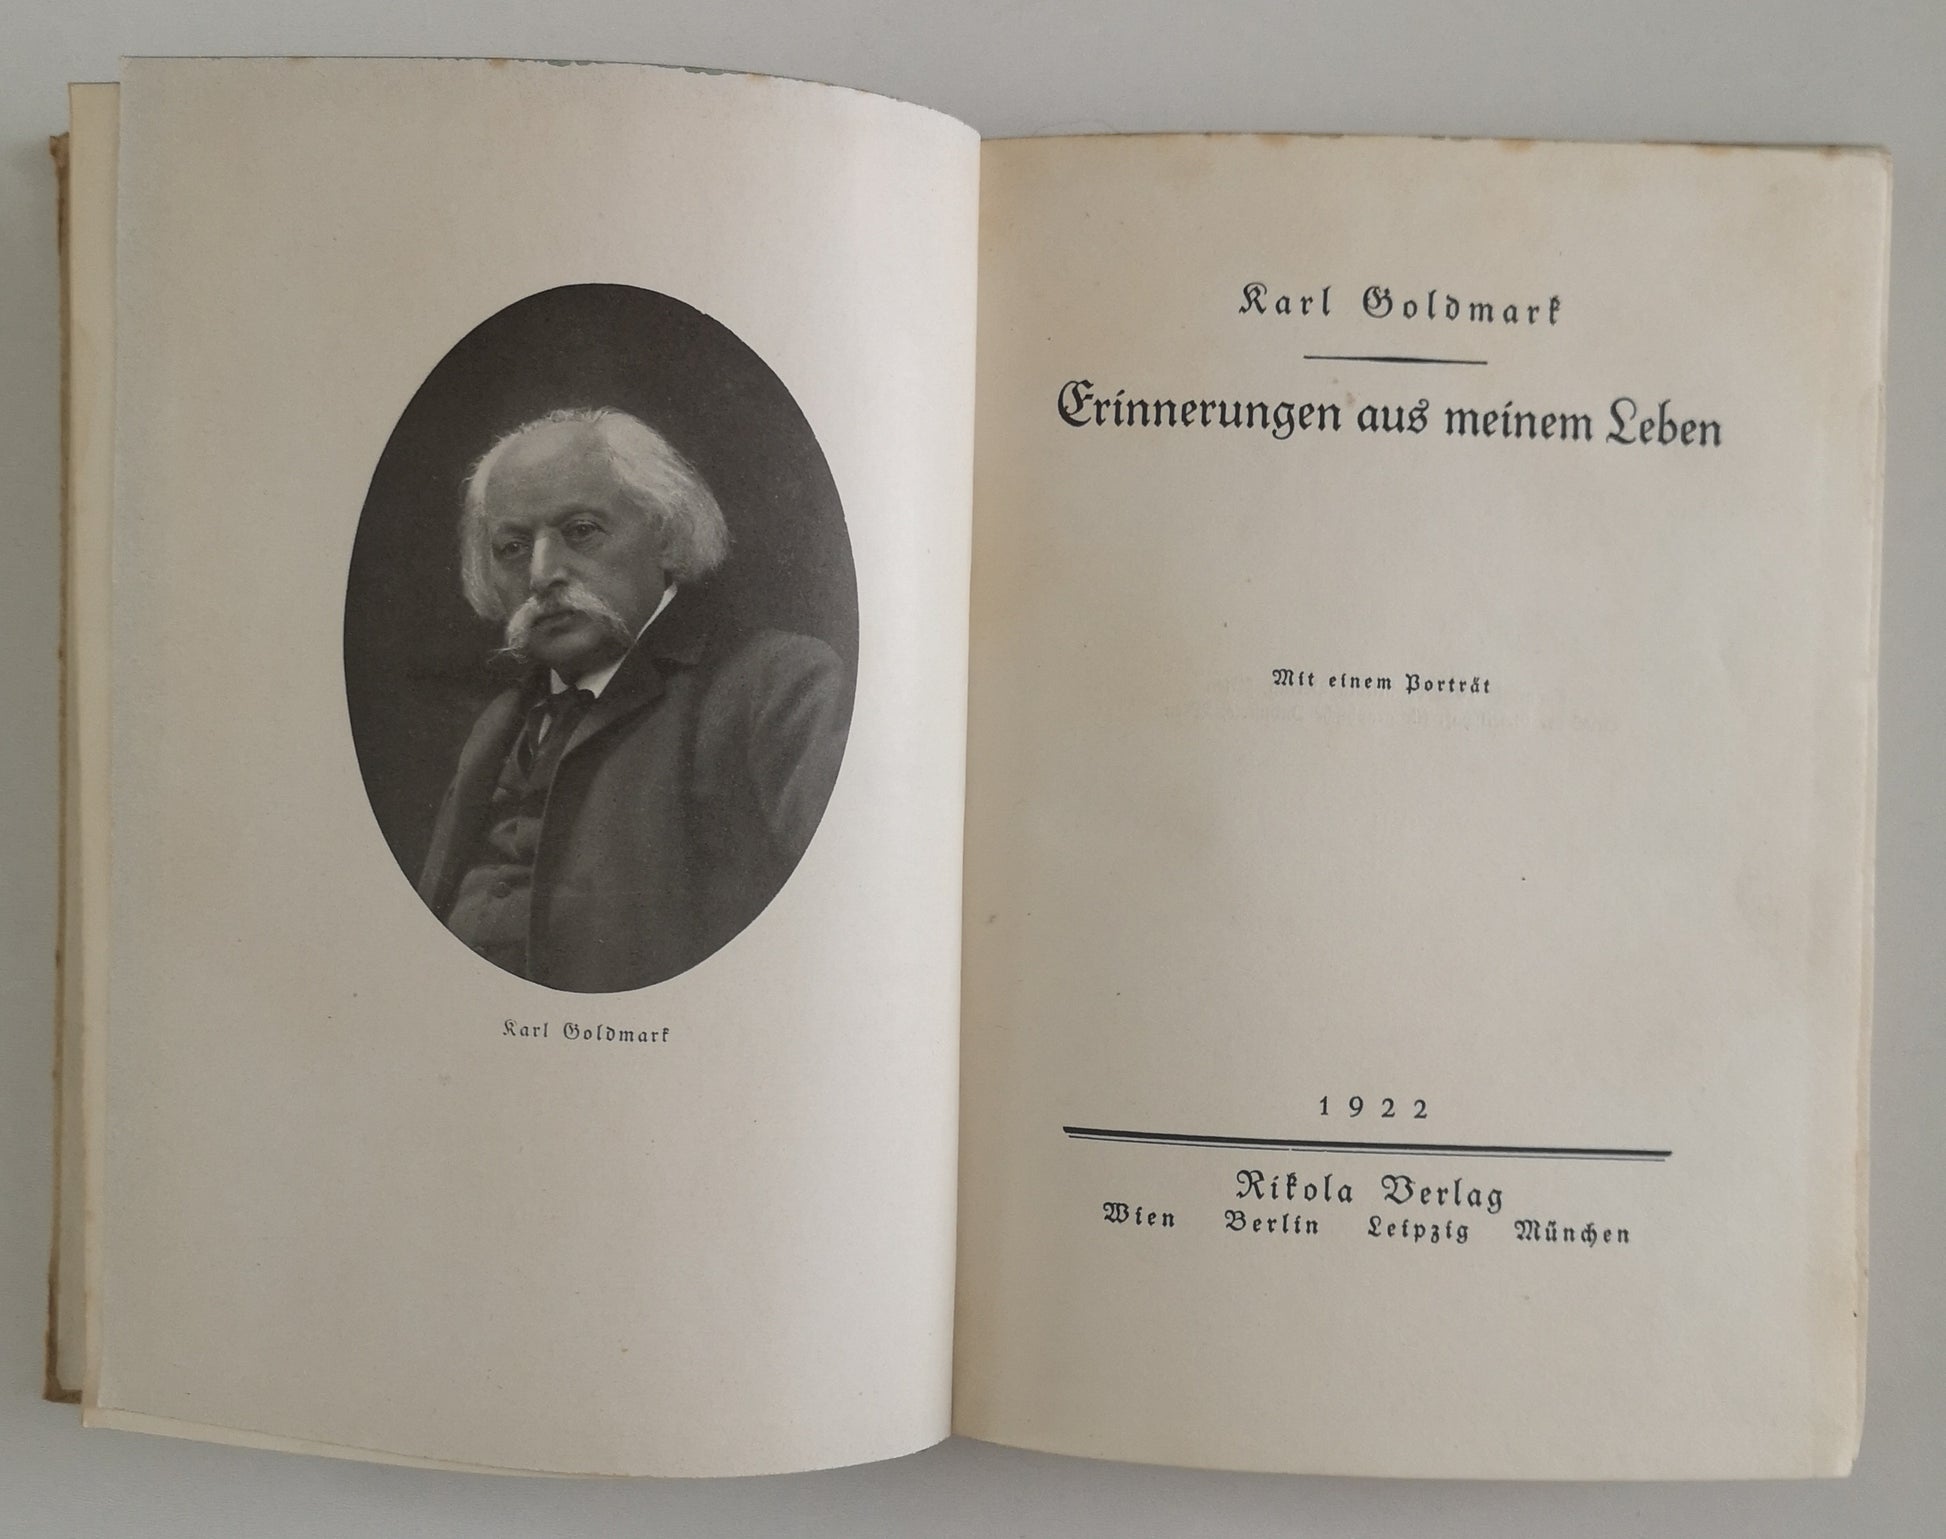 Karl Goldmark
Karl Goldmark
Erinnerungen aus meinem Leben
Mit einem Porträt
1922
Rikola Verlag
Wien Berlin Leipzig München